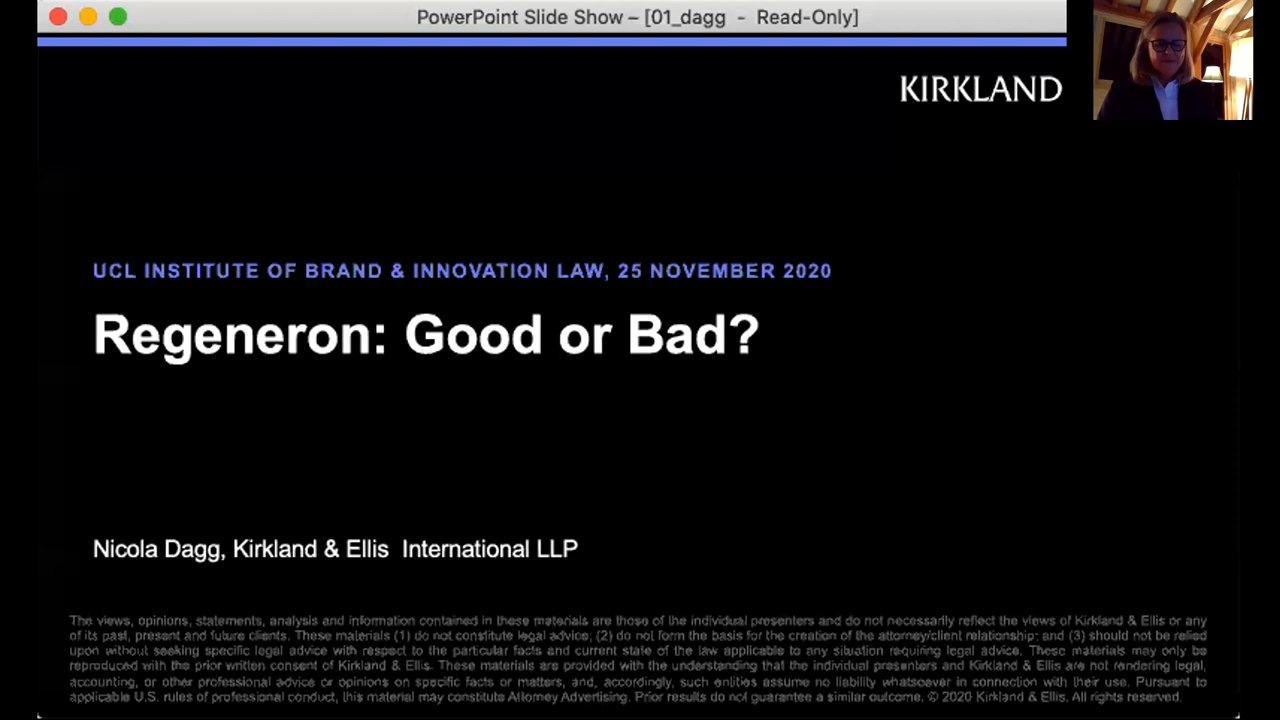 PowerPoint Slide Show – [01_dagg  -  Read-Only]
KIRKLAND
UCL INSTITUTE OF BRAND & INNOVATION LAW, 25 NOVEMBER 2020
Regeneron: Good or Bad?
Nicola Dagg, Kirkland & Ellis  International LLP
The views, opinions, statements, analysis and information contained in these materials are those of the individual presenters and do not necessarily reflect the views of Kirkland & Ellis or any
of its past, present and future clients. These materials (1) do not constitute legal advice; (2) do not form the basis for the creation of the attorney/client relationship; and (3) should not be relied
upon without seeking specific legal advice with respect to the particular facts and current state of the law applicable to any situation requiring legal advice. These materials may only be
reproduced with the prior written consent of Kirkland & Ellis. These materials are provided with the understanding that the individual presenters and Kirkland & Ellis are not rendering legal,
accounting, or other professional advice or opinions on specific facts or matters, and, accordingly, such entities assume no liability whatsoever in connection with their use. Pursuant to
applicable U.S. rules of professional conduct, this material may constitute Attorney Advertising. Prior results do not guarantee a similar outcome. © 2020 Kirkland & Ellis. All rights reserved.